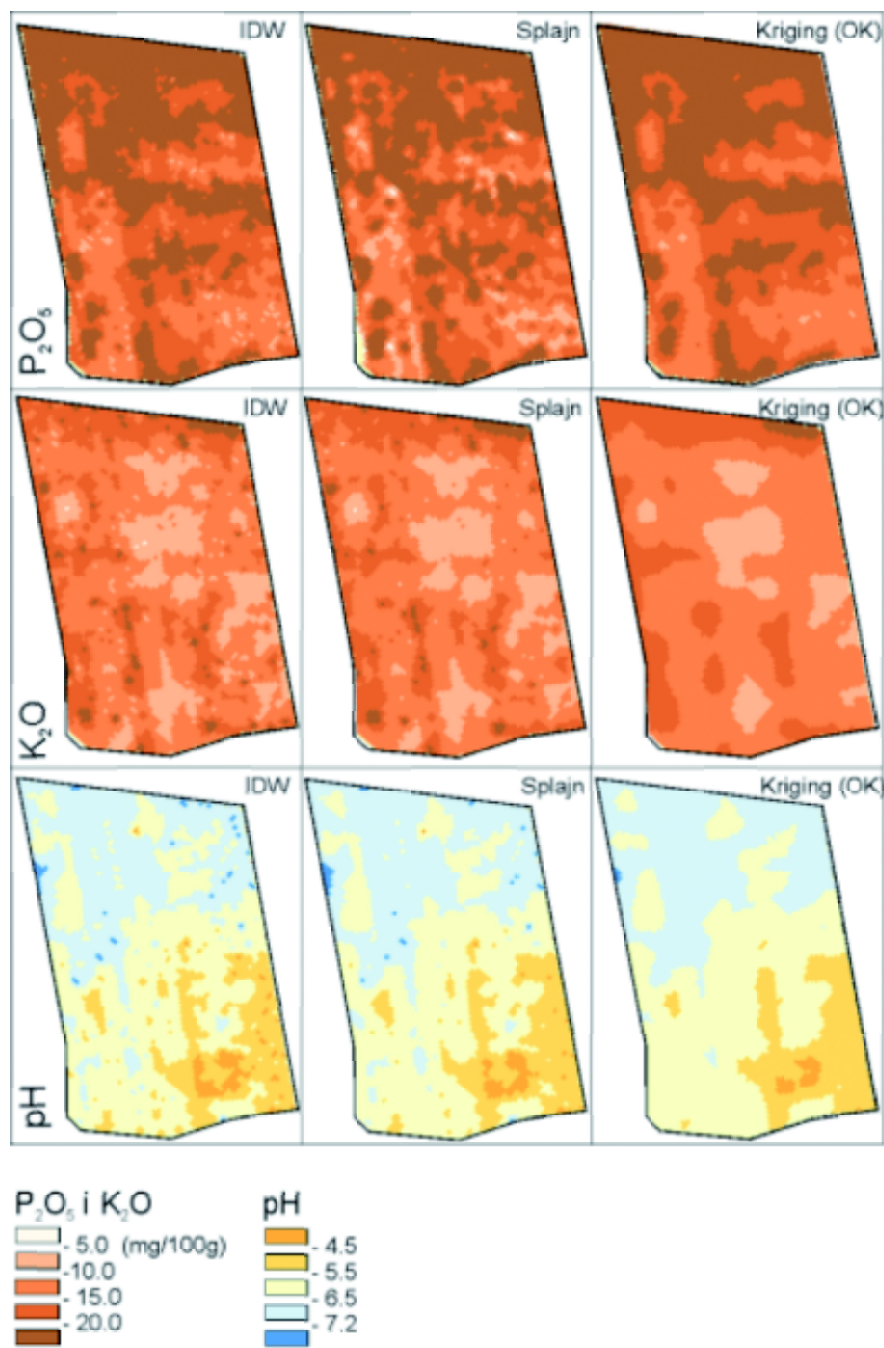 IDW Splajn Kriging (OK)
P₂O₅
IDW Splajn Kriging (OK)
K₂O
IDW Splajn Kriging (OK)
pH
P₂O₅ i K₂O pH
- 5.0 (mg/100g) - 4.5
-10.0 - 5.5
- 15.0 - 6.5
- 20.0 - 7.2